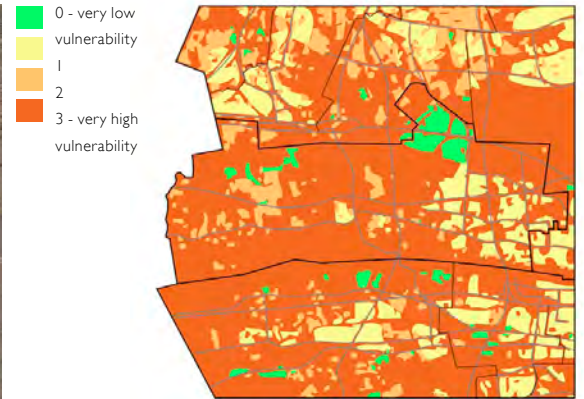 0 - very low
vulnerability
1
2
3 - very high
vulnerability